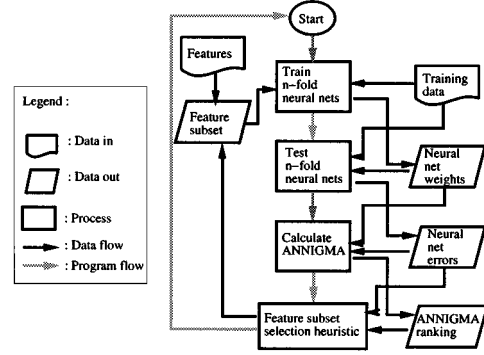 Start
Features
Train
n-fold
neural nets
Training
data
Feature
subset
Legend :
: Data in
: Data out
: Process
: Data flow
: Program flow
Test
n-fold
neural nets
Neural
net
weights
Calculate
ANNIGMA
Neural
net
errors
Feature subset
selection heuristic
ANNIGMA
ranking